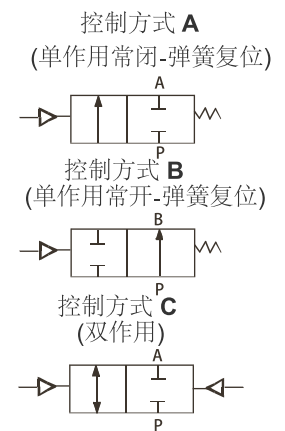 控制方式 A
(单作用常闭-弹簧复位)
A
P
控制方式 B
(单作用常开-弹簧复位)
B
P
控制方式 C
(双作用)
A
P